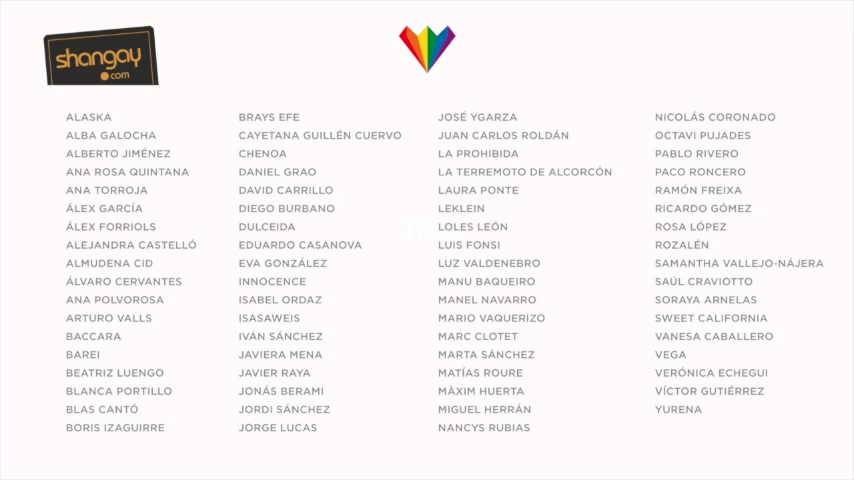 shangay
.com
ALASKA
ALBA GALOCHA
ALBERTO JIMÉNEZ
ANA ROSA QUINTANA
ANA TORROJA
ÁLEX GARCÍA
ÁLEX FORRIOLS
ALEJANDRA CASTELLÓ
ALMUDENA CID
ÁLVARO CERVANTES
ANA POLVOROSA
ARTURO VALLS
BACCARA
BAREI
BEATRIZ LUENGO
BLANCA PORTILLO
BLAS CANTÓ
BORIS IZAGUIRRE
BRAYS EFE
CAYETANA GUILLÉN CUERVO
CHENOA
DANIEL GRAO
DAVID CARRILLO
DIEGO BURBANO
DULCEIDA
EDUARDO CASANOVA
EVA GONZÁLEZ
INNOCENCE
ISABEL ORDAZ
ISASAWEIS
IVÁN SÁNCHEZ
JAVIERA MENA
JAVIER RAYA
JONÁS BERAMI
JORDI SÁNCHEZ
JORGE LUCAS
JOSÉ YGARZA
JUAN CARLOS ROLDÁN
LA PROHIBIDA
LA TERREMOTO DE ALCORCÓN
LAURA PONTE
LEKLEIN
LOLES LEÓN
LUIS FONSI
LUZ VALDENEBRO
MANU BAQUEIRO
MANEL NAVARRO
MARIO VAQUERIZO
MARC CLOTET
MARTA SÁNCHEZ
MATÍAS ROURE
MÀXIM HUERTA
MIGUEL HERRÁN
NANCYS RUBIAS
NICOLÁS CORONADO
OCTAVI PUJADES
PABLO RIVERO
PACO RONCERO
RAMÓN FREIXA
RICARDO GÓMEZ
ROSA LÓPEZ
ROZALÉN
SAMANTHA VALLEJO-NÁJERA
SAÚL CRAVIOTTO
SORAYA ARNELAS
SWEET CALIFORNIA
VANESA CABALLERO
VEGA
VERÓNICA ECHEGUI
VÍCTOR GUTIÉRREZ
YURENA